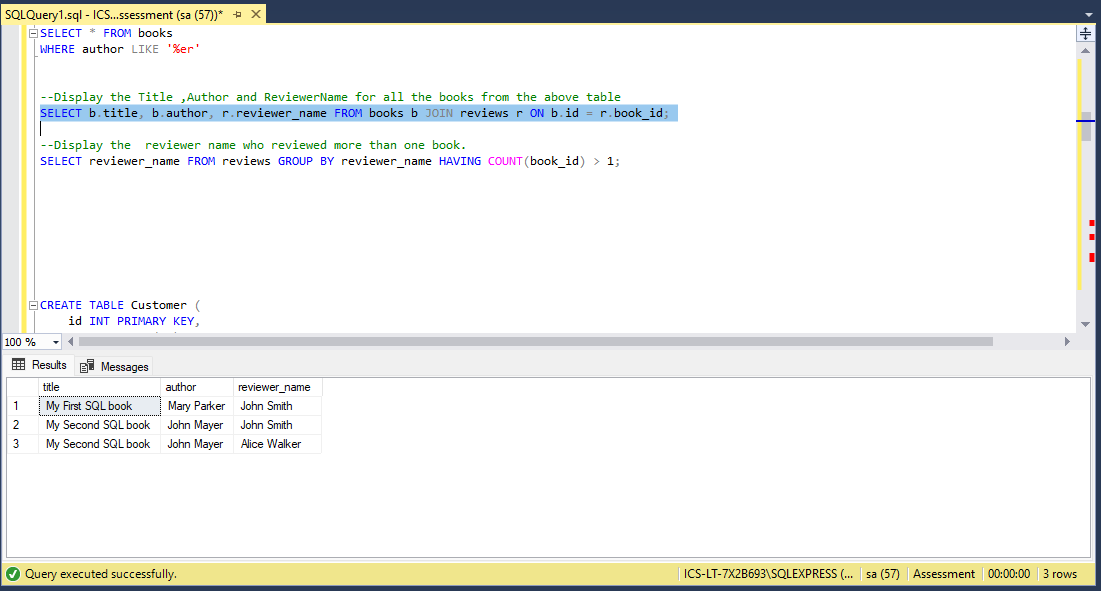 SQLQuery1.sql - ICS...ssessment (sa (57))*
SELECT * FROM books
WHERE author LIKE '%er'
--Display the Title ,Author and ReviewerName for all the books from the above table
SELECT b.title, b.author, r.reviewer_name FROM books b JOIN reviews r ON b.id = r.book_id;
--Display the  reviewer name who reviewed more than one book.
SELECT reviewer_name FROM reviews GROUP BY reviewer_name HAVING COUNT(book_id) > 1;
CREATE TABLE Customer (
id INT PRIMARY KEY,
100 %
Results Messages
title author reviewer_name
1 My First SQL book Mary Parker John Smith
2 My Second SQL book John Mayer John Smith
3 My Second SQL book John Mayer Alice Walker
Query executed successfully. ICS-LT-7X2B693\SQLEXPRESS (... sa (57) Assessment 00:00:00 3 rows